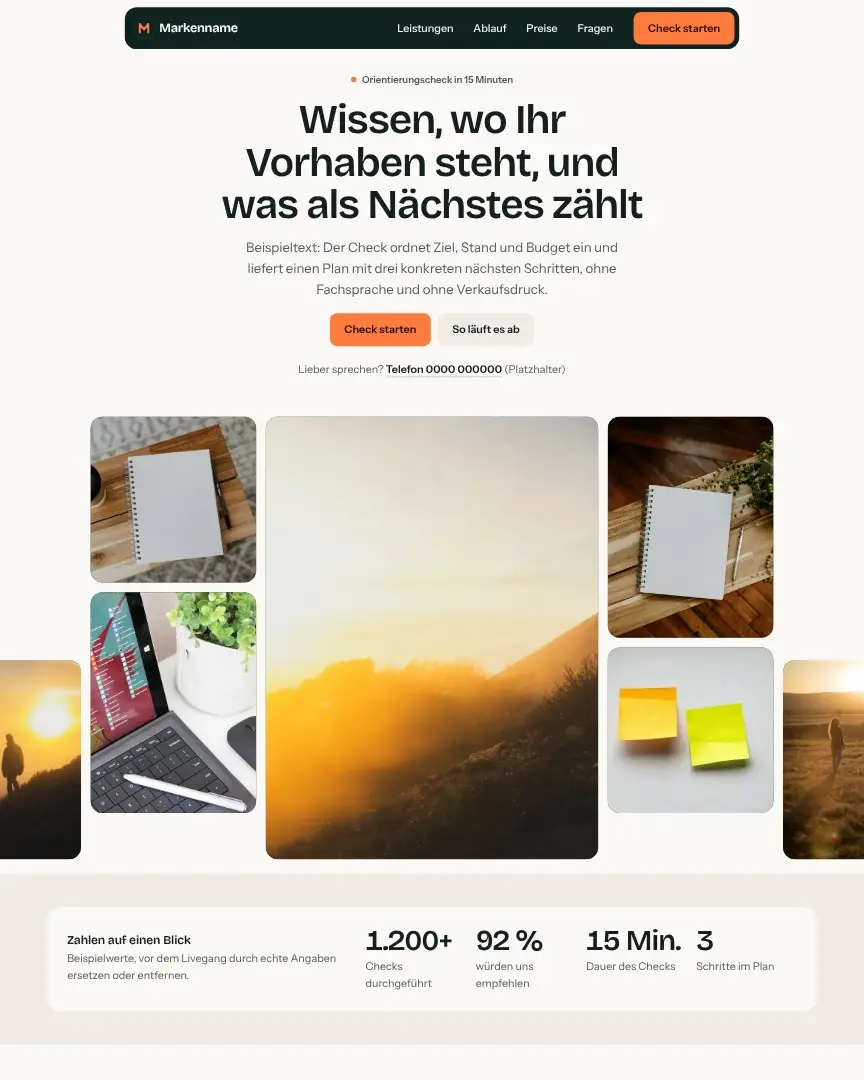 Markenname
Leistungen Ablauf Preise Fragen Check starten
Orientierungscheck in 15 Minuten
Wissen, wo Ihr
Vorhaben steht, und
was als Nächstes zählt
Beispieltext: Der Check ordnet Ziel, Stand und Budget ein und
liefert einen Plan mit drei konkreten nächsten Schritten, ohne
Fachsprache und ohne Verkaufsdruck.
Check starten So läuft es ab
Lieber sprechen? Telefon 0000 000000 (Platzhalter)
Zahlen auf einen Blick
Beispielwerte, vor dem Livegang durch echte Angaben
ersetzen oder entfernen.
1.200+
Checks
durchgeführt
92 %
würden uns
empfehlen
15 Min.
Dauer des Checks
3
Schritte im Plan